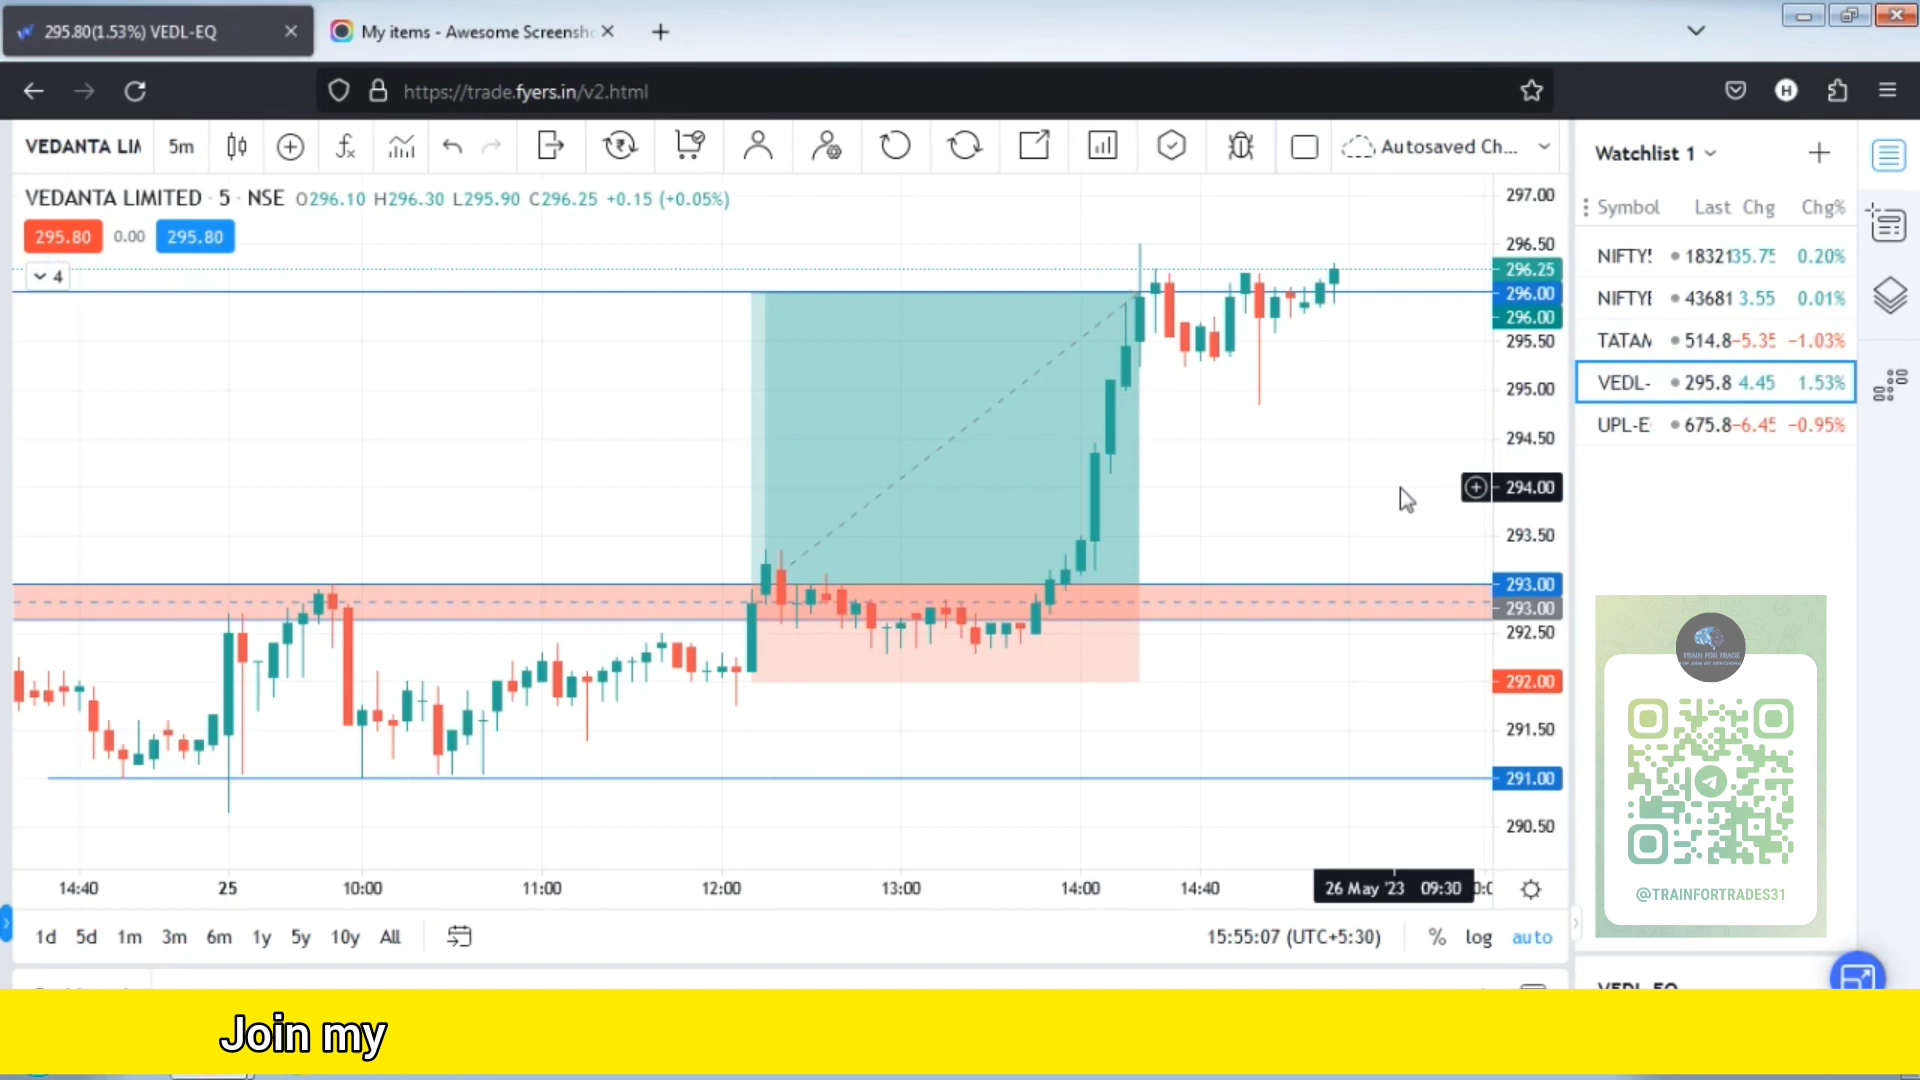 295.80(1.53%) VEDL-EQ
My items - Awesome Screensh
https://trade.fyers.in/v2.html
VEDANTA LIM 5m Autosaved Ch...
VEDANTA LIMITED · 5 · NSE O296.10 H296.30 L295.90 C296.25 +0.15 (+0.05%)
295.80 0.00 295.80
4
297.00
296.50
296.25
296.00
296.00
295.50
295.00
294.50
294.00
293.50
293.00
293.00
292.50
292.00
291.50
291.00
290.50
14:40 25 10:00 11:00 12:00 13:00 14:00 14:40 26 May '23 09:30
1d 5d 1m 3m 6m 1y 5y 10y All 15:55:07 (UTC+5:30) % log auto
Watchlist 1
Symbol Last Chg Chg%
NIFTY 18321 35.75 0.20%
NIFTYB 43681 3.55 0.01%
TATAM 514.8 −5.35 −1.03%
VEDL- 295.8 4.45 1.53%
UPL-E 675.8 −6.45 −0.95%
TRAIN FOR TRADE
@TRAINFORTRADES31
VEDL-EQ
Join my